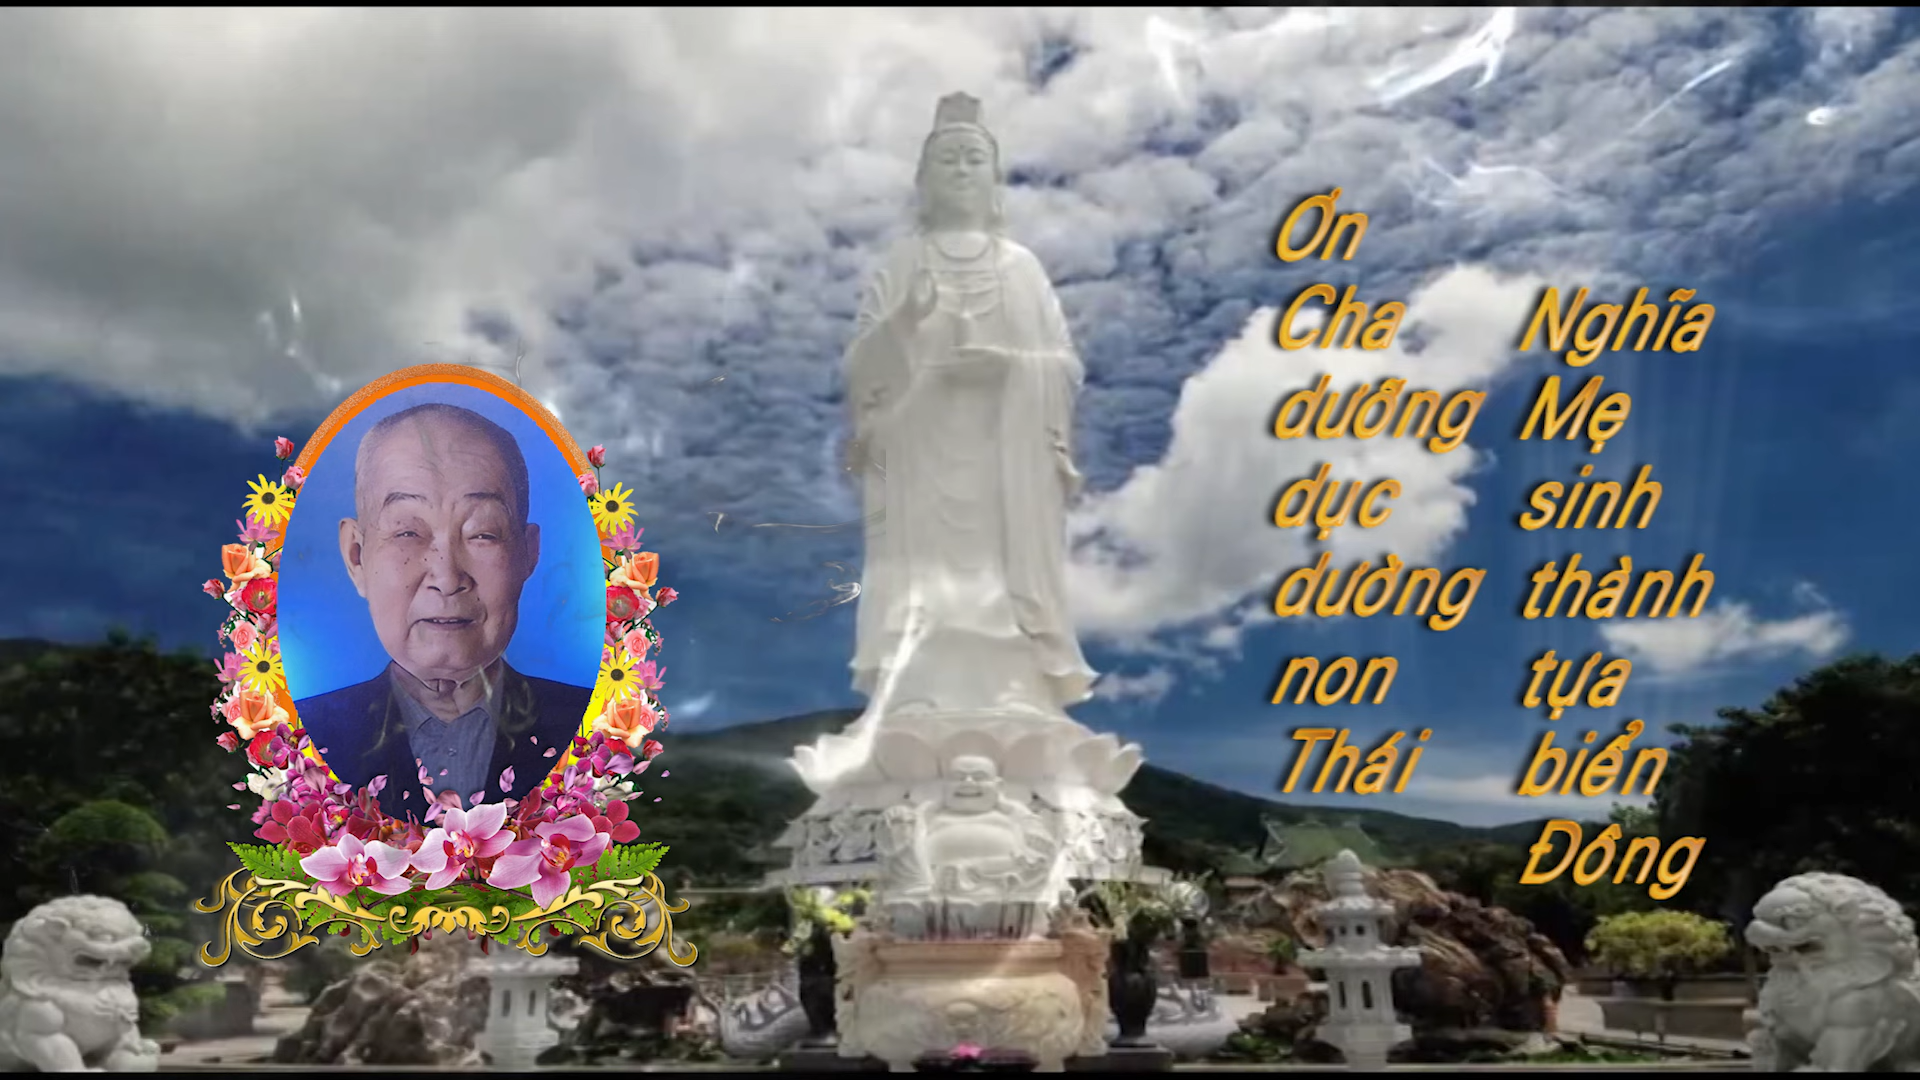 Ơn
Cha
dưỡng
dục
dường
non
Thái
Nghĩa
Mẹ
sinh
thành
tựa
biển
Đông